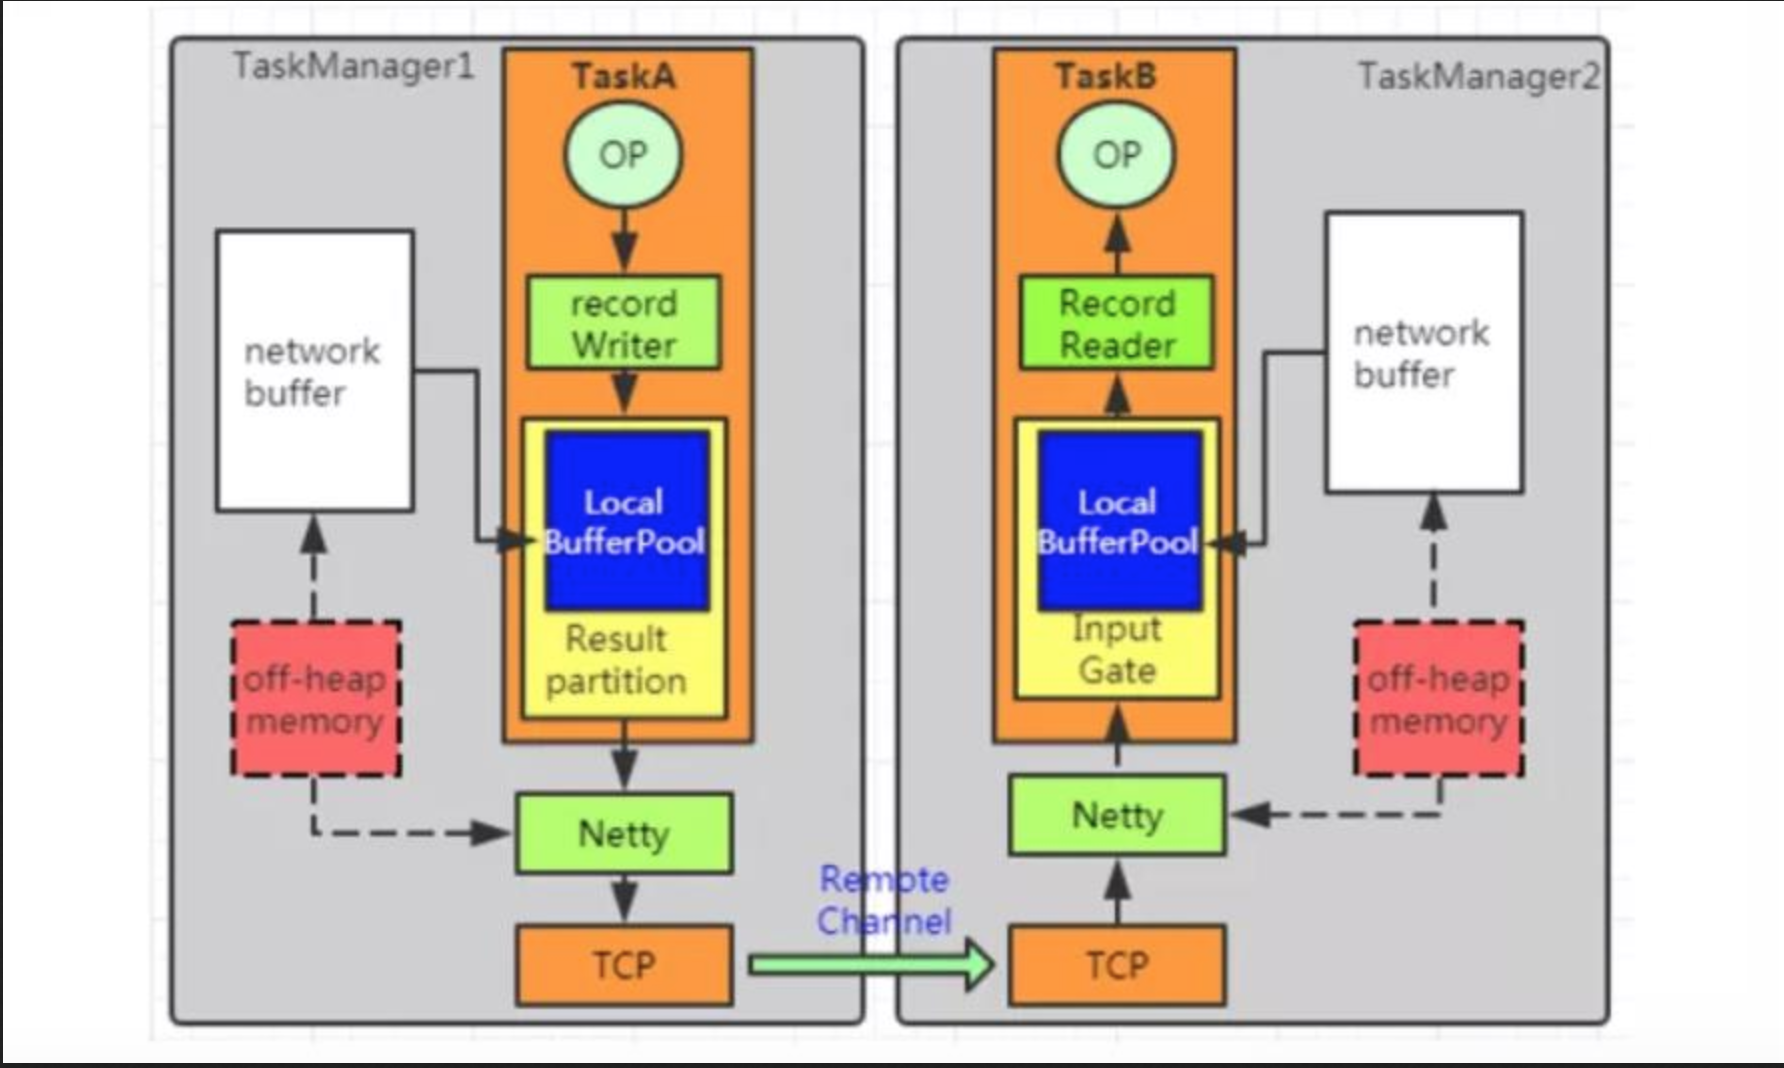 TaskManager1
TaskA
OP
record
Writer
network
buffer
Local
BufferPool
Result
partition
off-heap
memory
Netty
TCP
Remote
Channel
TaskB
TaskManager2
OP
Record
Reader
network
buffer
Local
BufferPool
Input
Gate
off-heap
memory
Netty
TCP